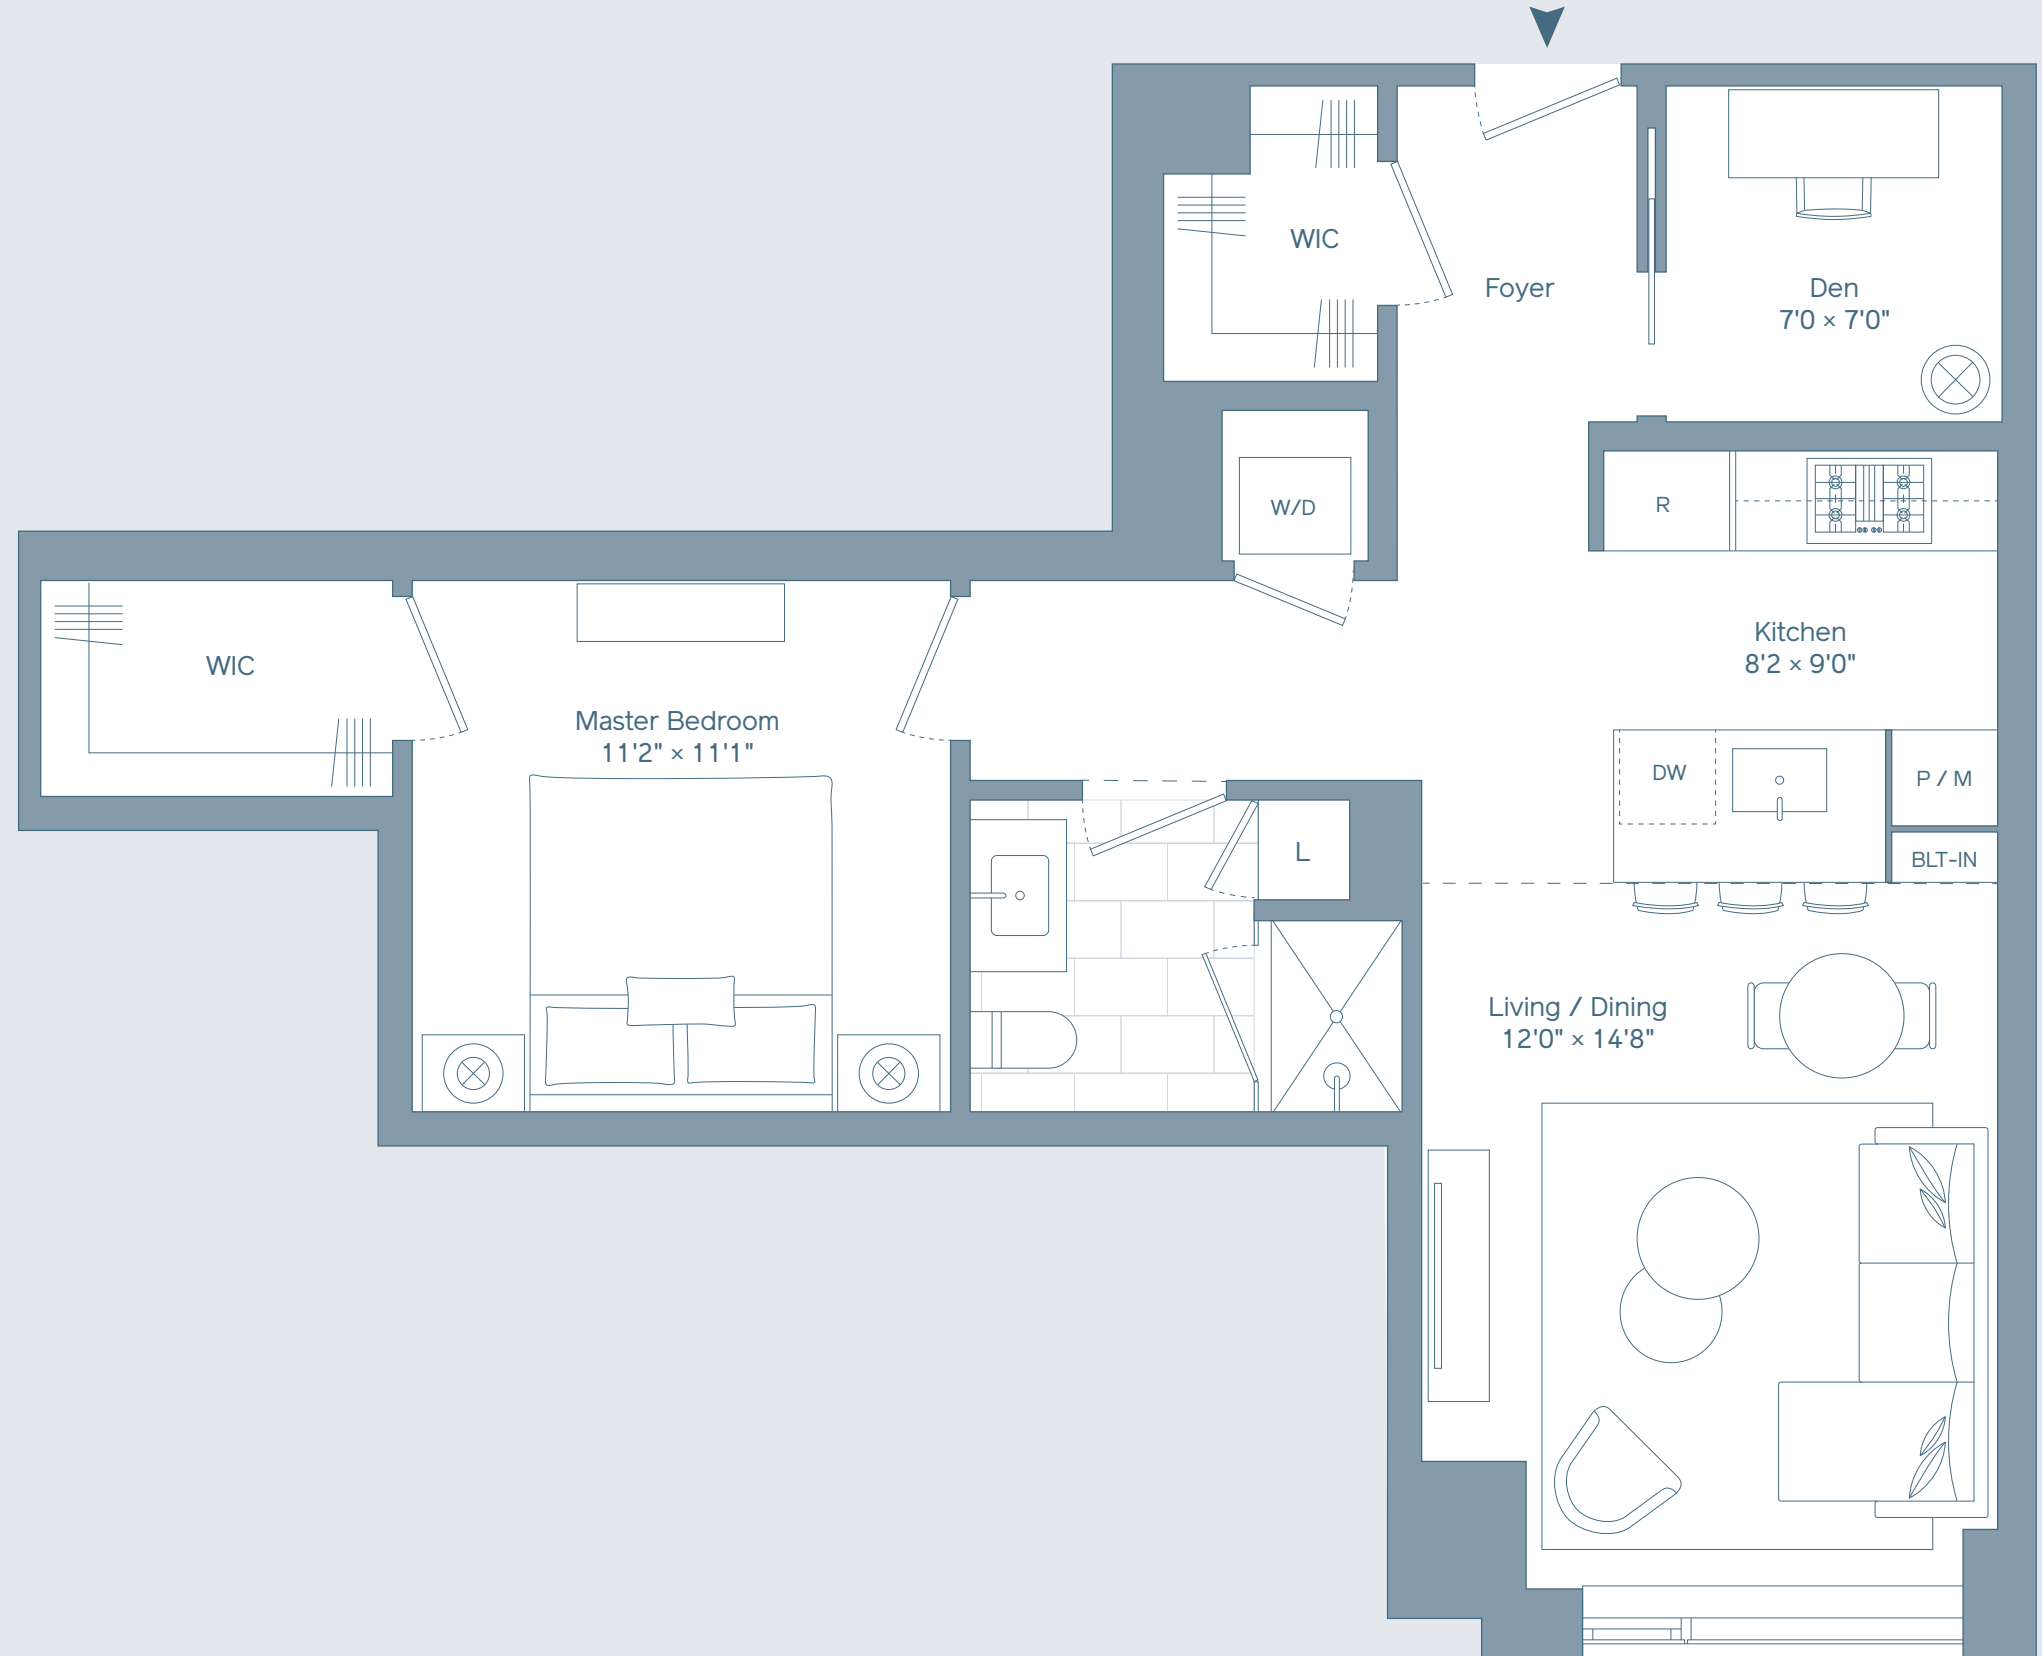 WIC
Foyer
Den
7'0 × 7'0"
W/D
R
Kitchen
8'2 × 9'0"
WIC
Master Bedroom
11'2" × 11'1"
DW
P / M
L
BLT-IN
Living / Dining
12'0" × 14'8"